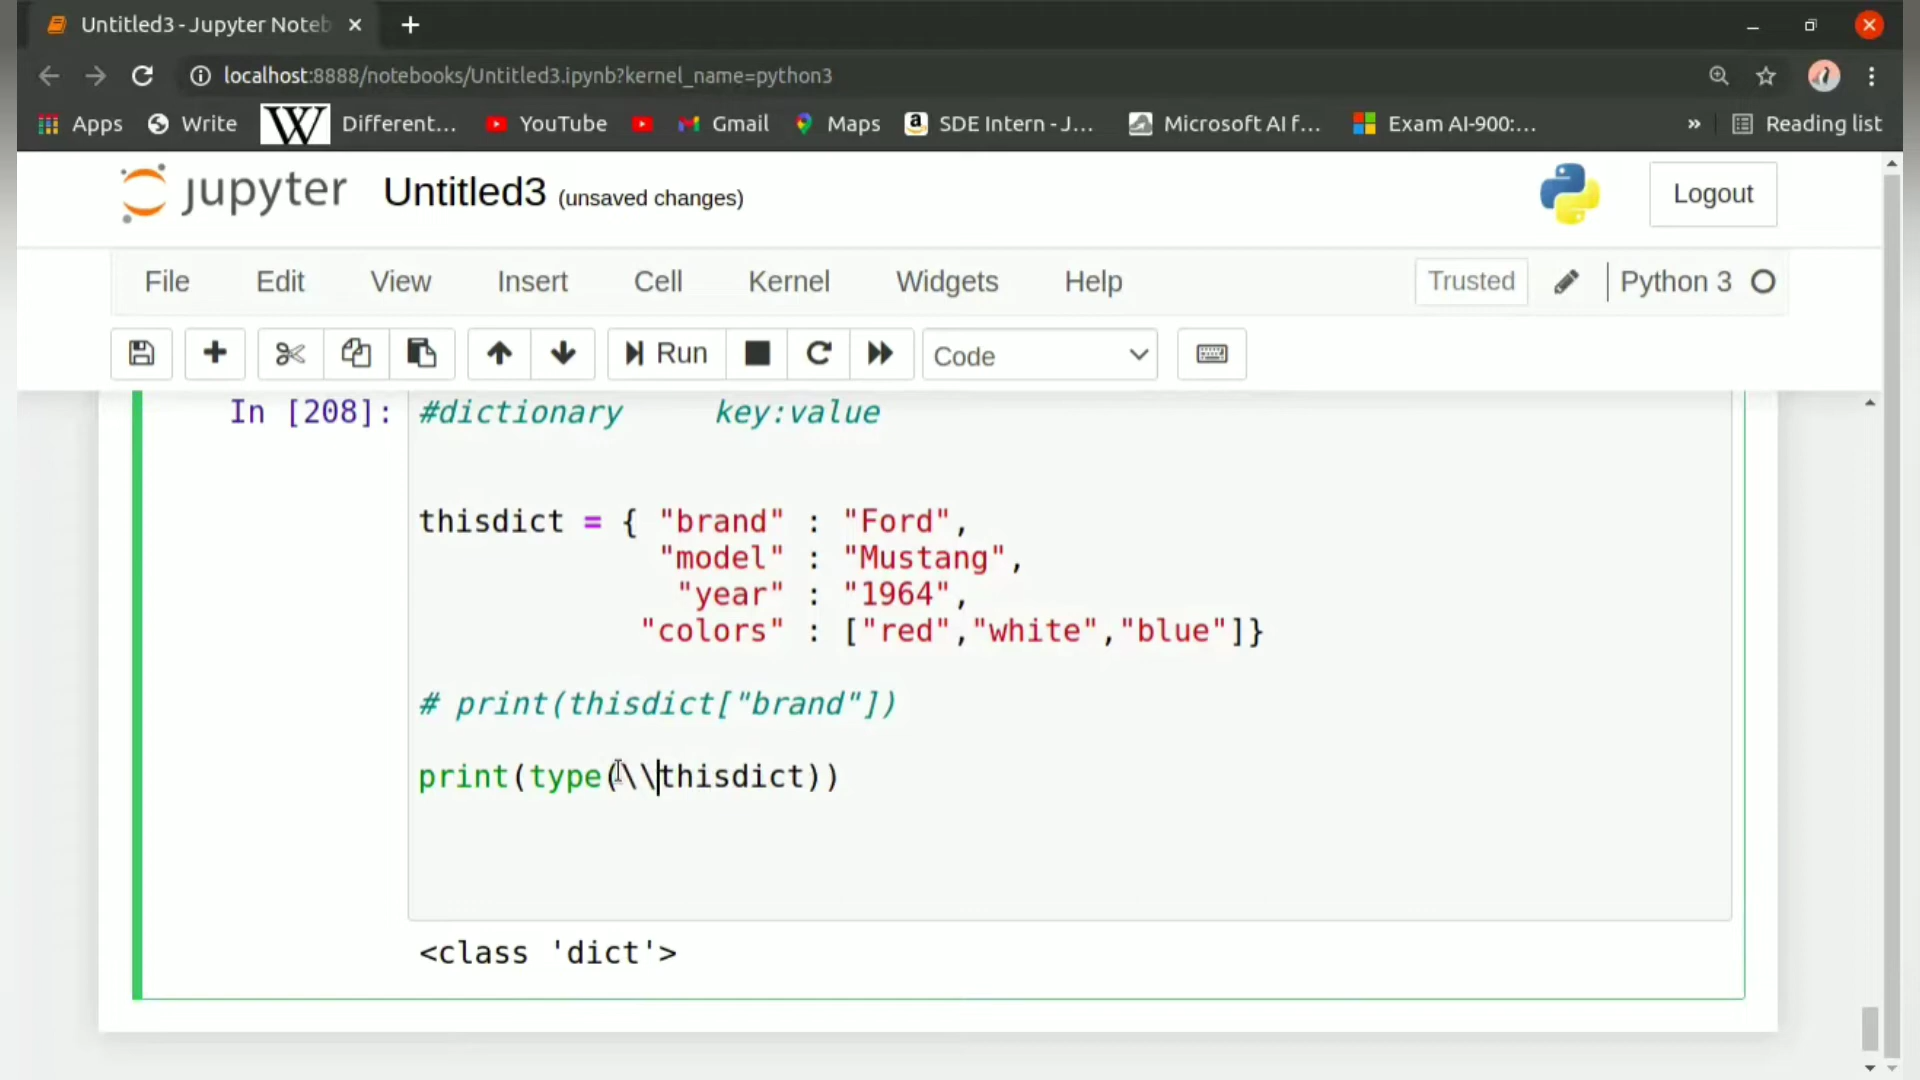 Untitled3 - Jupyter Noteb
localhost:8888/notebooks/Untitled3.ipynb?kernel_name=python3
Apps Write W Different... YouTube Gmail Maps a SDE Intern - J... Microsoft AI f... Exam AI-900:... » Reading list
jupyter Untitled3 (unsaved changes) Logout
File Edit View Insert Cell Kernel Widgets Help Trusted Python 3
Run Code
In [208]: #dictionary     key:value
thisdict = { "brand" : "Ford",
"model" : "Mustang",
"year" : "1964",
"colors" : ["red","white","blue"]}
# print(thisdict["brand"])
print(type(\\thisdict))
<class 'dict'>